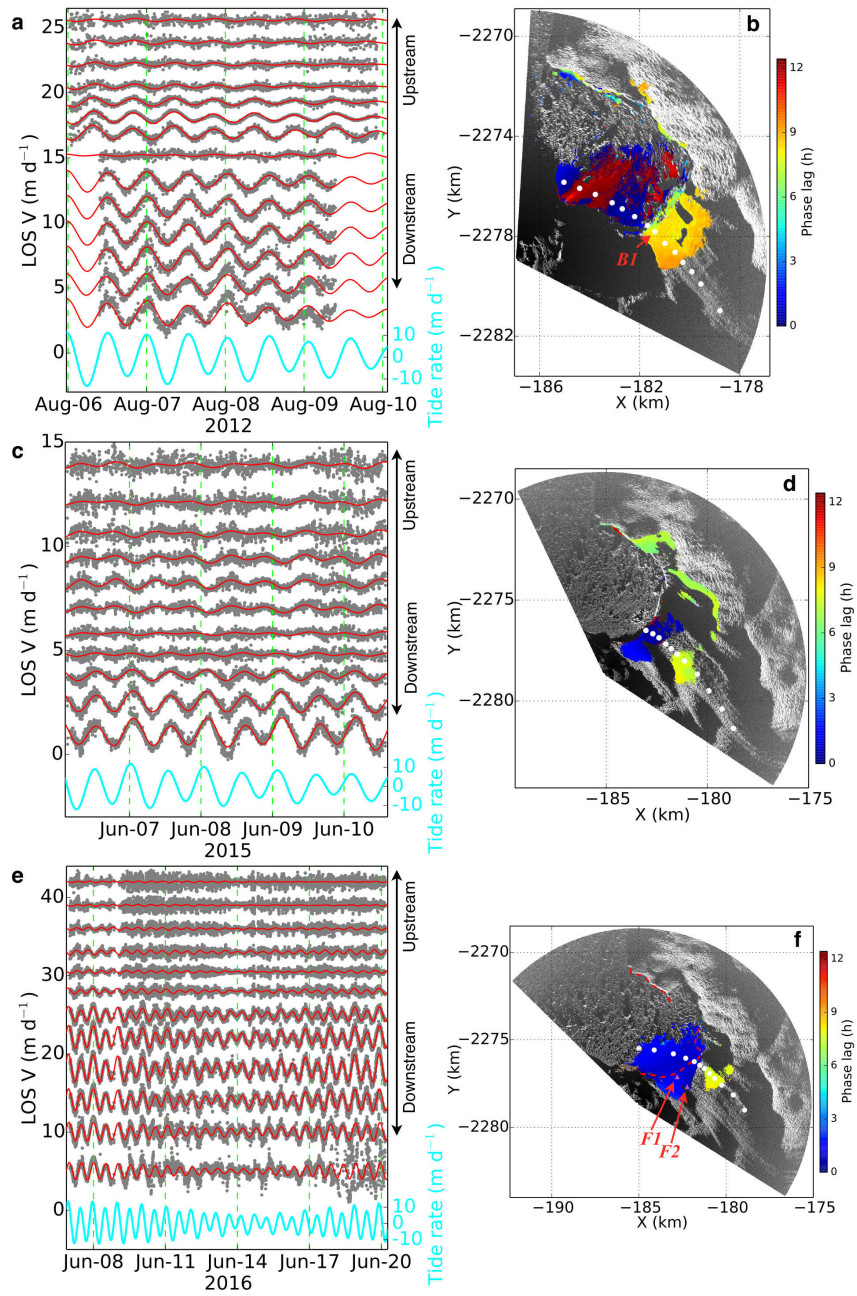 a
25
20
15
10
5
0
LOS V (m d⁻¹)
Upstream
Downstream
10
0
-10
Tide rate (m d⁻¹)
Aug-06 Aug-07 Aug-08 Aug-09 Aug-10
2012
b
−2270
−2274
−2278
−2282
Y (km)
B1
−186 −182 −178
X (km)
12
9
6
3
0
Phase lag (h)
c
15
10
5
0
LOS V (m d⁻¹)
Upstream
Downstream
10
0
-10
Tide rate (m d⁻¹)
Jun-07 Jun-08 Jun-09 Jun-10
2015
d
−2270
−2275
−2280
Y (km)
−185 −180 −175
X (km)
12
9
6
3
0
Phase lag (h)
e
40
30
20
10
0
LOS V (m d⁻¹)
Upstream
Downstream
10
0
-10
Tide rate (m d⁻¹)
Jun-08 Jun-11 Jun-14 Jun-17 Jun-20
2016
f
−2270
−2275
−2280
Y (km)
F1
F2
−190 −185 −180 −175
X (km)
12
9
6
3
0
Phase lag (h)